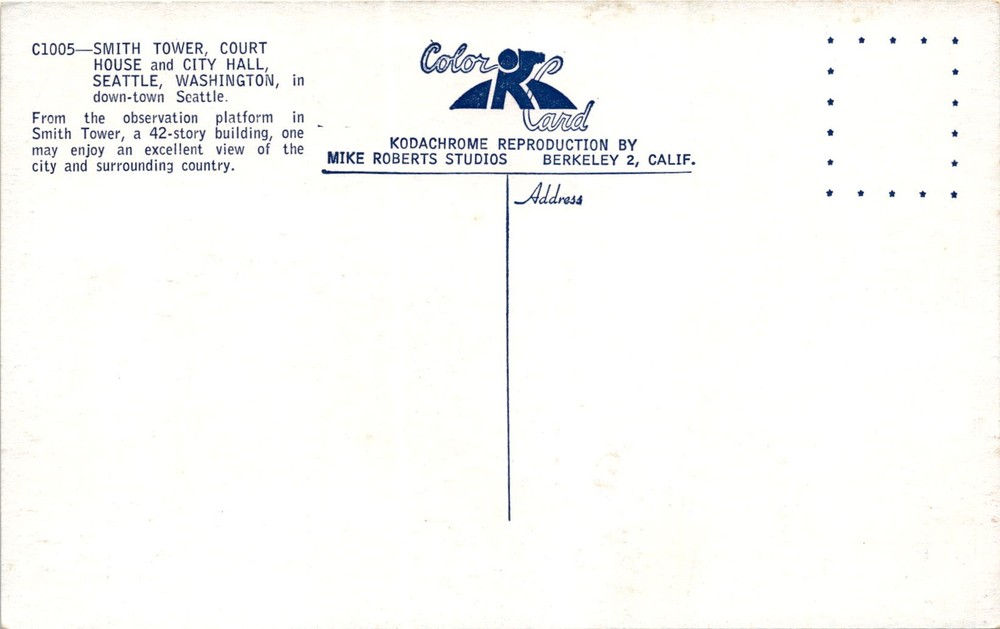 C1005—SMITH TOWER, COURT
HOUSE and CITY HALL,
SEATTLE, WASHINGTON, in
down-town Seattle.
From the observation platform in
Smith Tower, a 42-story building, one
may enjoy an excellent view of the
city and surrounding country.
Color
Card
KODACHROME REPRODUCTION BY
MIKE ROBERTS STUDIOS BERKELEY 2, CALIF.
Address